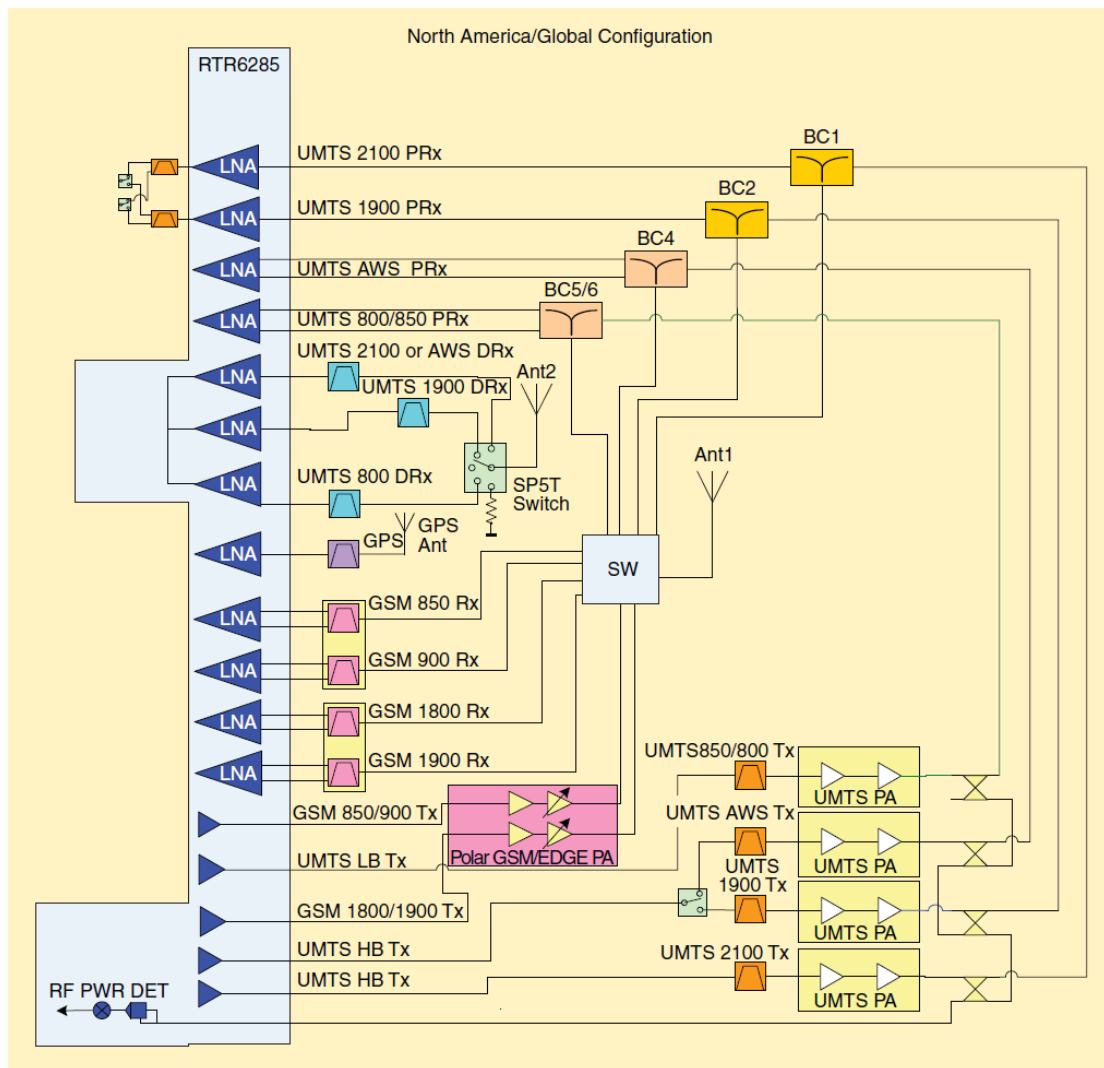 North America/Global Configuration
RTR6285
BC1
LNA
UMTS 2100 PRx
BC2
LNA
UMTS 1900 PRx
BC4
LNA
UMTS AWS PRx
BC5/6
LNA
UMTS 800/850 PRx
UMTS 2100 or AWS DRx
LNA
Ant2
UMTS 1900 DRx
LNA
Ant1
LNA
UMTS 800 DRx
SP5T
Switch
GPS
Ant
LNA
GPS
SW
LNA
GSM 850 Rx
LNA
GSM 900 Rx
LNA
GSM 1800 Rx
LNA
GSM 1900 Rx
UMTS850/800 Tx
UMTS PA
GSM 850/900 Tx
Polar GSM/EDGE PA
UMTS AWS Tx
UMTS PA
UMTS LB Tx
UMTS
1900 Tx
UMTS PA
GSM 1800/1900 Tx
UMTS HB Tx
UMTS 2100 Tx
UMTS PA
UMTS HB Tx
RF PWR DET